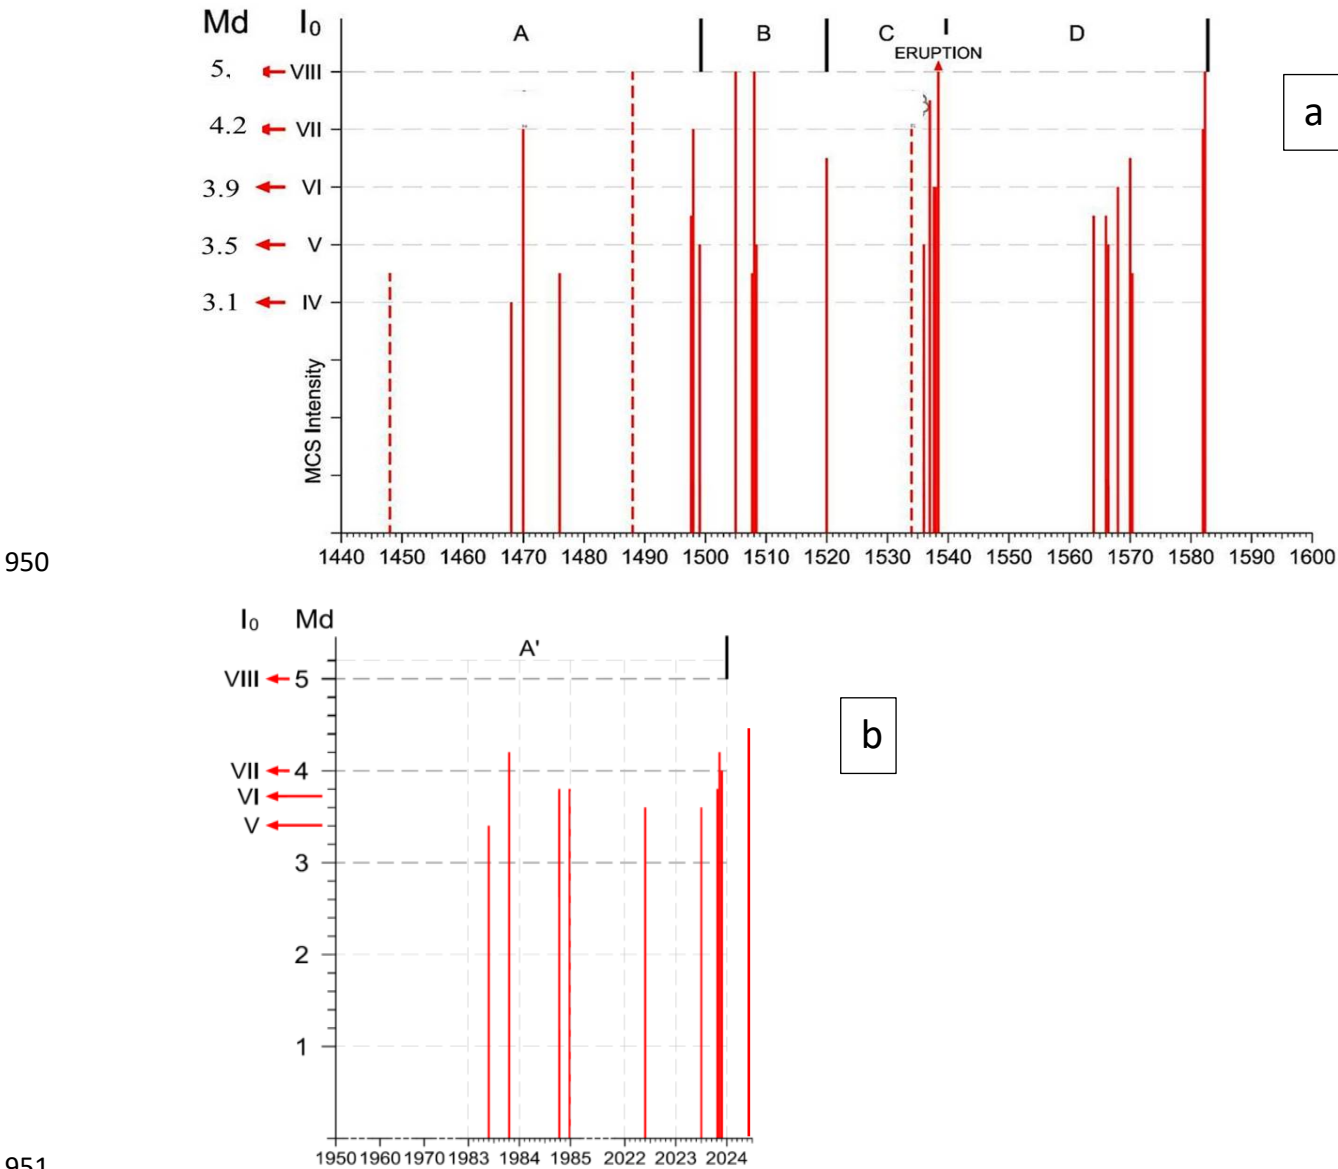 Md I₀ A B C I D
ERUPTION
5, VIII
a
4.2 VII
3.9 VI
3.5 V
3.1 IV
MCS Intensity
950
1440 1450 1460 1470 1480 1490 1500 1510 1520 1530 1540 1550 1560 1570 1580 1590 1600
I₀ Md
A'
VIII 5
b
VII 4
VI
V
3
2
1
951
1950 1960 1970 1983 1984 1985 2022 2023 2024